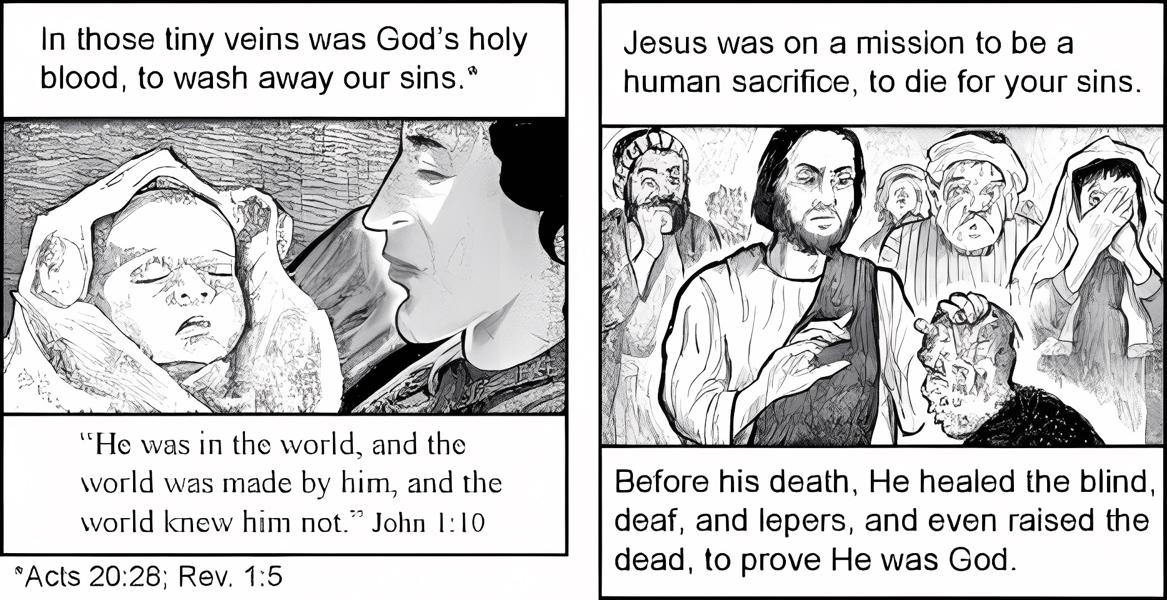 In those tiny veins was God's holy
blood, to wash away our sins.*
"He was in the world, and the
world was made by him, and the
world knew him not." John 1:10
*Acts 20:28; Rev. 1:5
Jesus was on a mission to be a
human sacrifice, to die for your sins.
Before his death, He healed the blind,
deaf, and lepers, and even raised the
dead, to prove He was God.